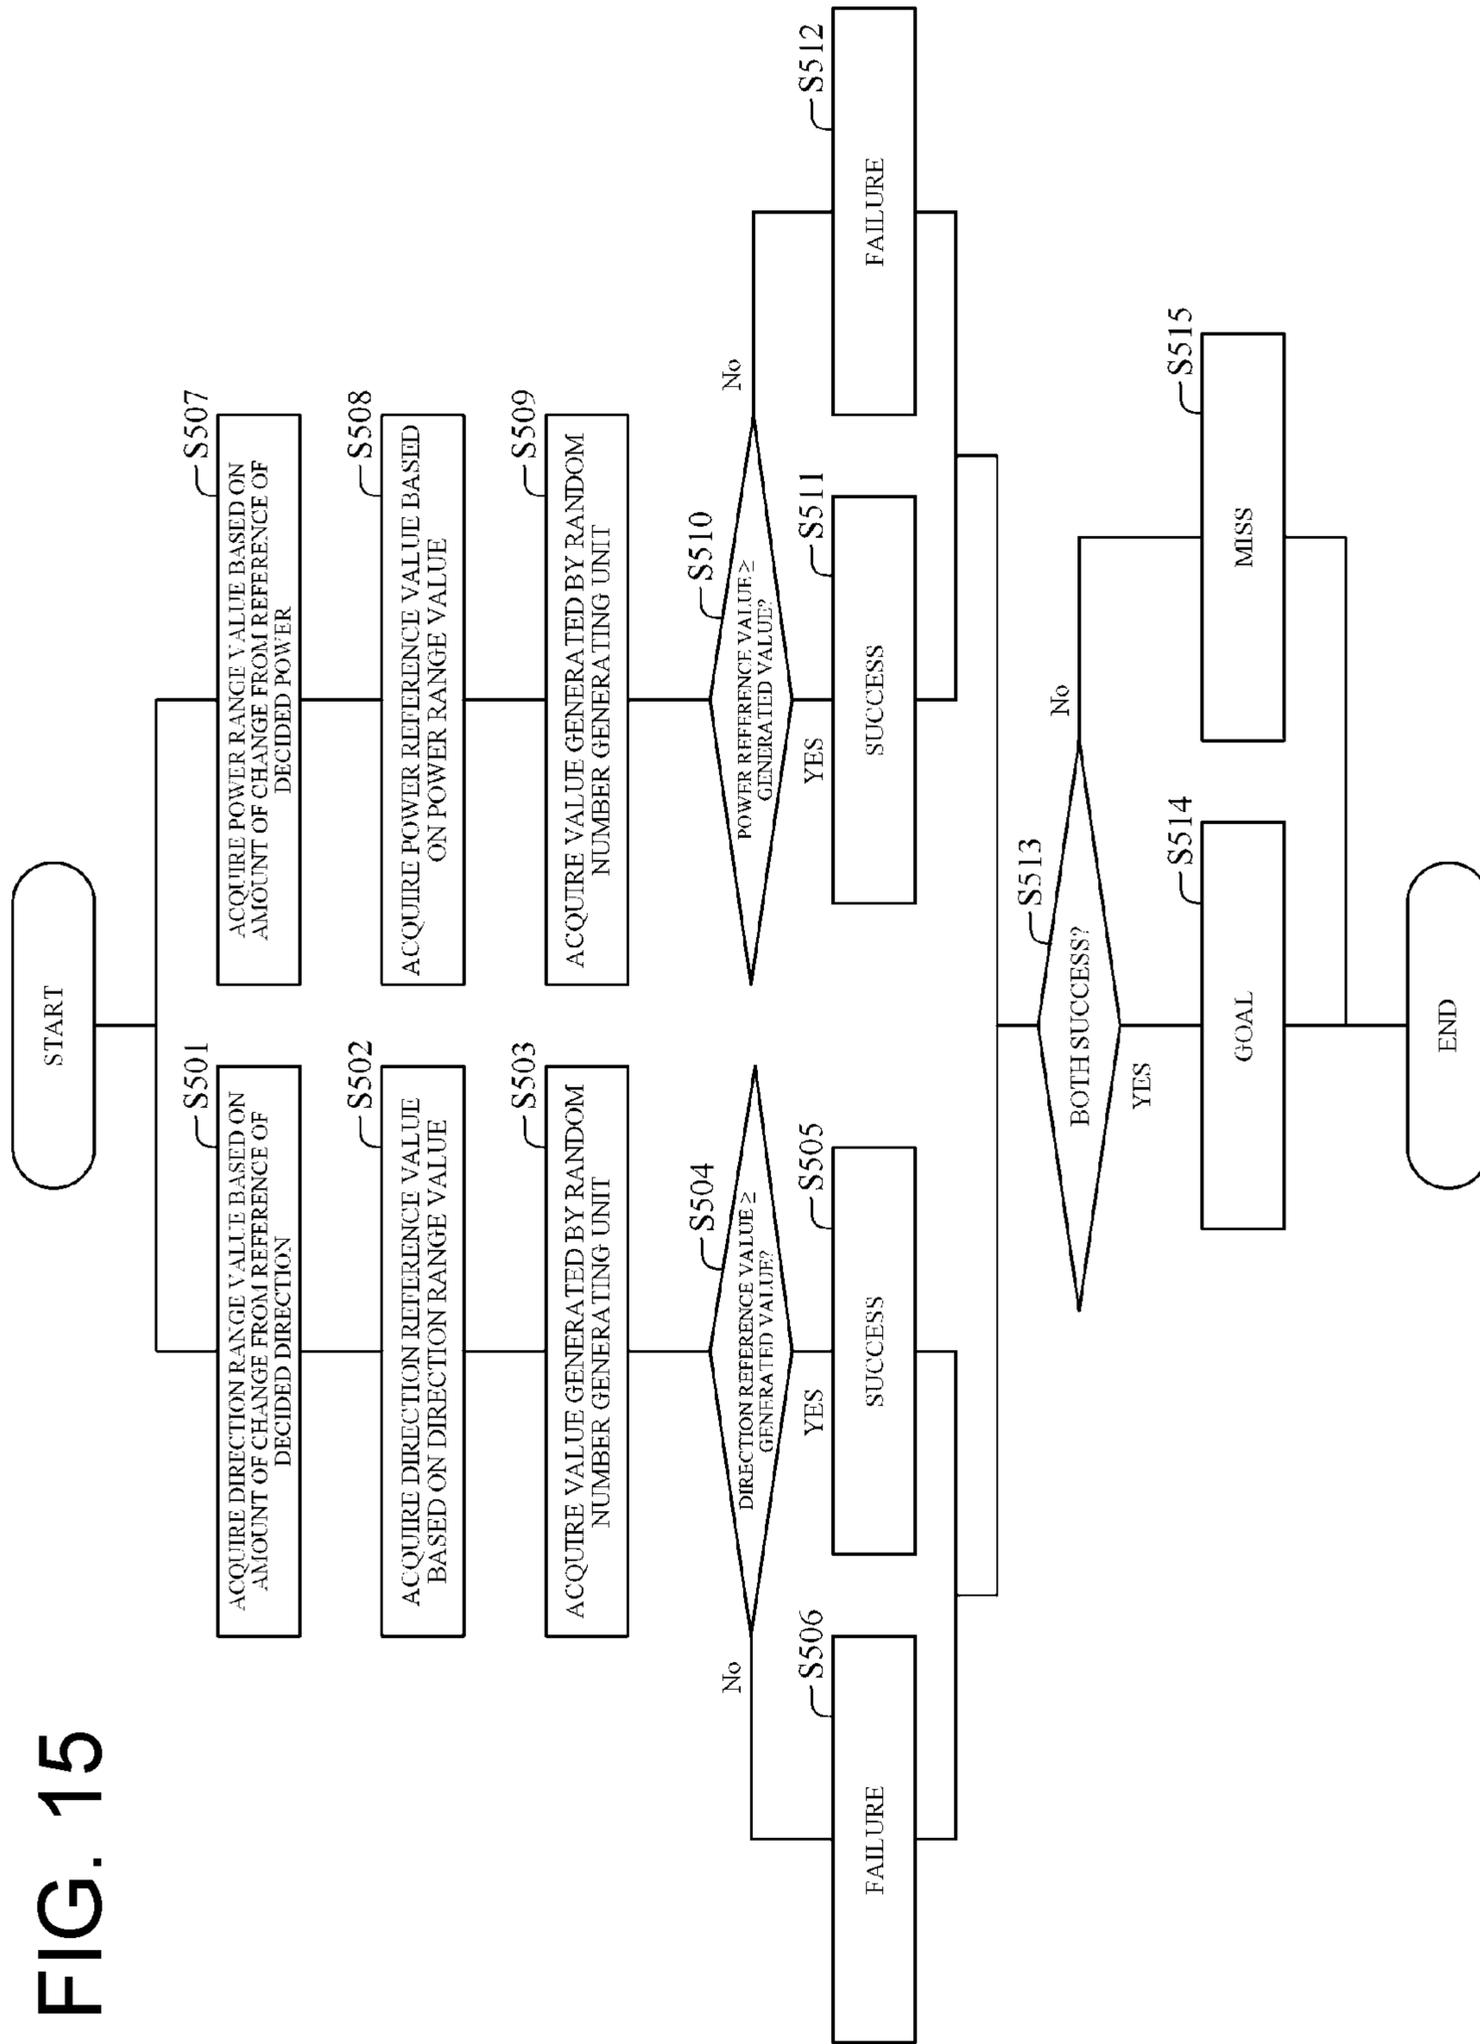 FIG. 15
START
S501
ACQUIRE DIRECTION RANGE VALUE BASED ON
AMOUNT OF CHANGE FROM REFERENCE OF
DECIDED DIRECTION
S502
ACQUIRE DIRECTION REFERENCE VALUE
BASED ON DIRECTION RANGE VALUE
S503
ACQUIRE VALUE GENERATED BY RANDOM
NUMBER GENERATING UNIT
S504
DIRECTION REFERENCE VALUE ≥
GENERATED VALUE?
No
YES
S505
SUCCESS
S506
FAILURE
S507
ACQUIRE POWER RANGE VALUE BASED ON
AMOUNT OF CHANGE FROM REFERENCE OF
DECIDED POWER
S508
ACQUIRE POWER REFERENCE VALUE BASED
ON POWER RANGE VALUE
S509
ACQUIRE VALUE GENERATED BY RANDOM
NUMBER GENERATING UNIT
S510
POWER REFERENCE VALUE ≥
GENERATED VALUE?
No
YES
S511
SUCCESS
S512
FAILURE
S513
BOTH SUCCESS?
No
YES
S514
GOAL
S515
MISS
END